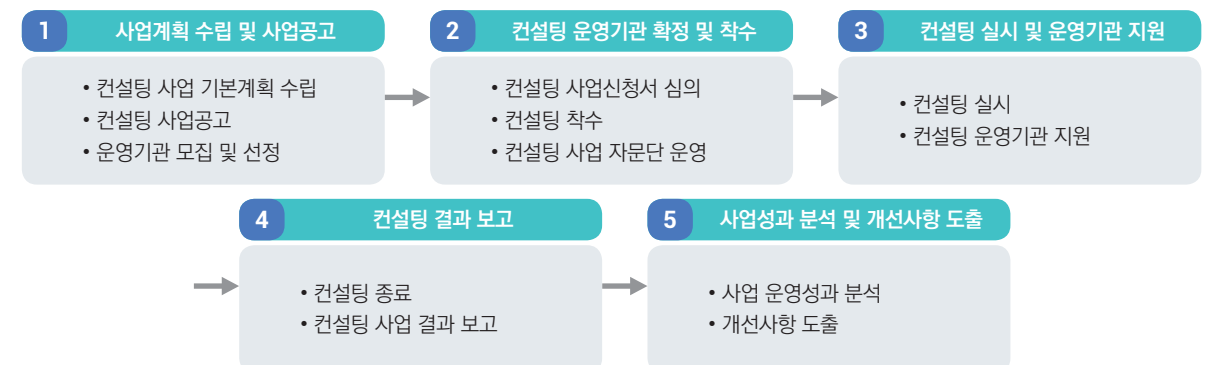 1 사업계획 수립 및 사업공고
• 컨설팅 사업 기본계획 수립
• 컨설팅 사업공고
• 운영기관 모집 및 선정
2 컨설팅 운영기관 확정 및 착수
• 컨설팅 사업신청서 심의
• 컨설팅 착수
• 컨설팅 사업 자문단 운영
3 컨설팅 실시 및 운영기관 지원
• 컨설팅 실시
• 컨설팅 운영기관 지원
4 컨설팅 결과 보고
• 컨설팅 종료
• 컨설팅 사업 결과 보고
5 사업성과 분석 및 개선사항 도출
• 사업 운영성과 분석
• 개선사항 도출